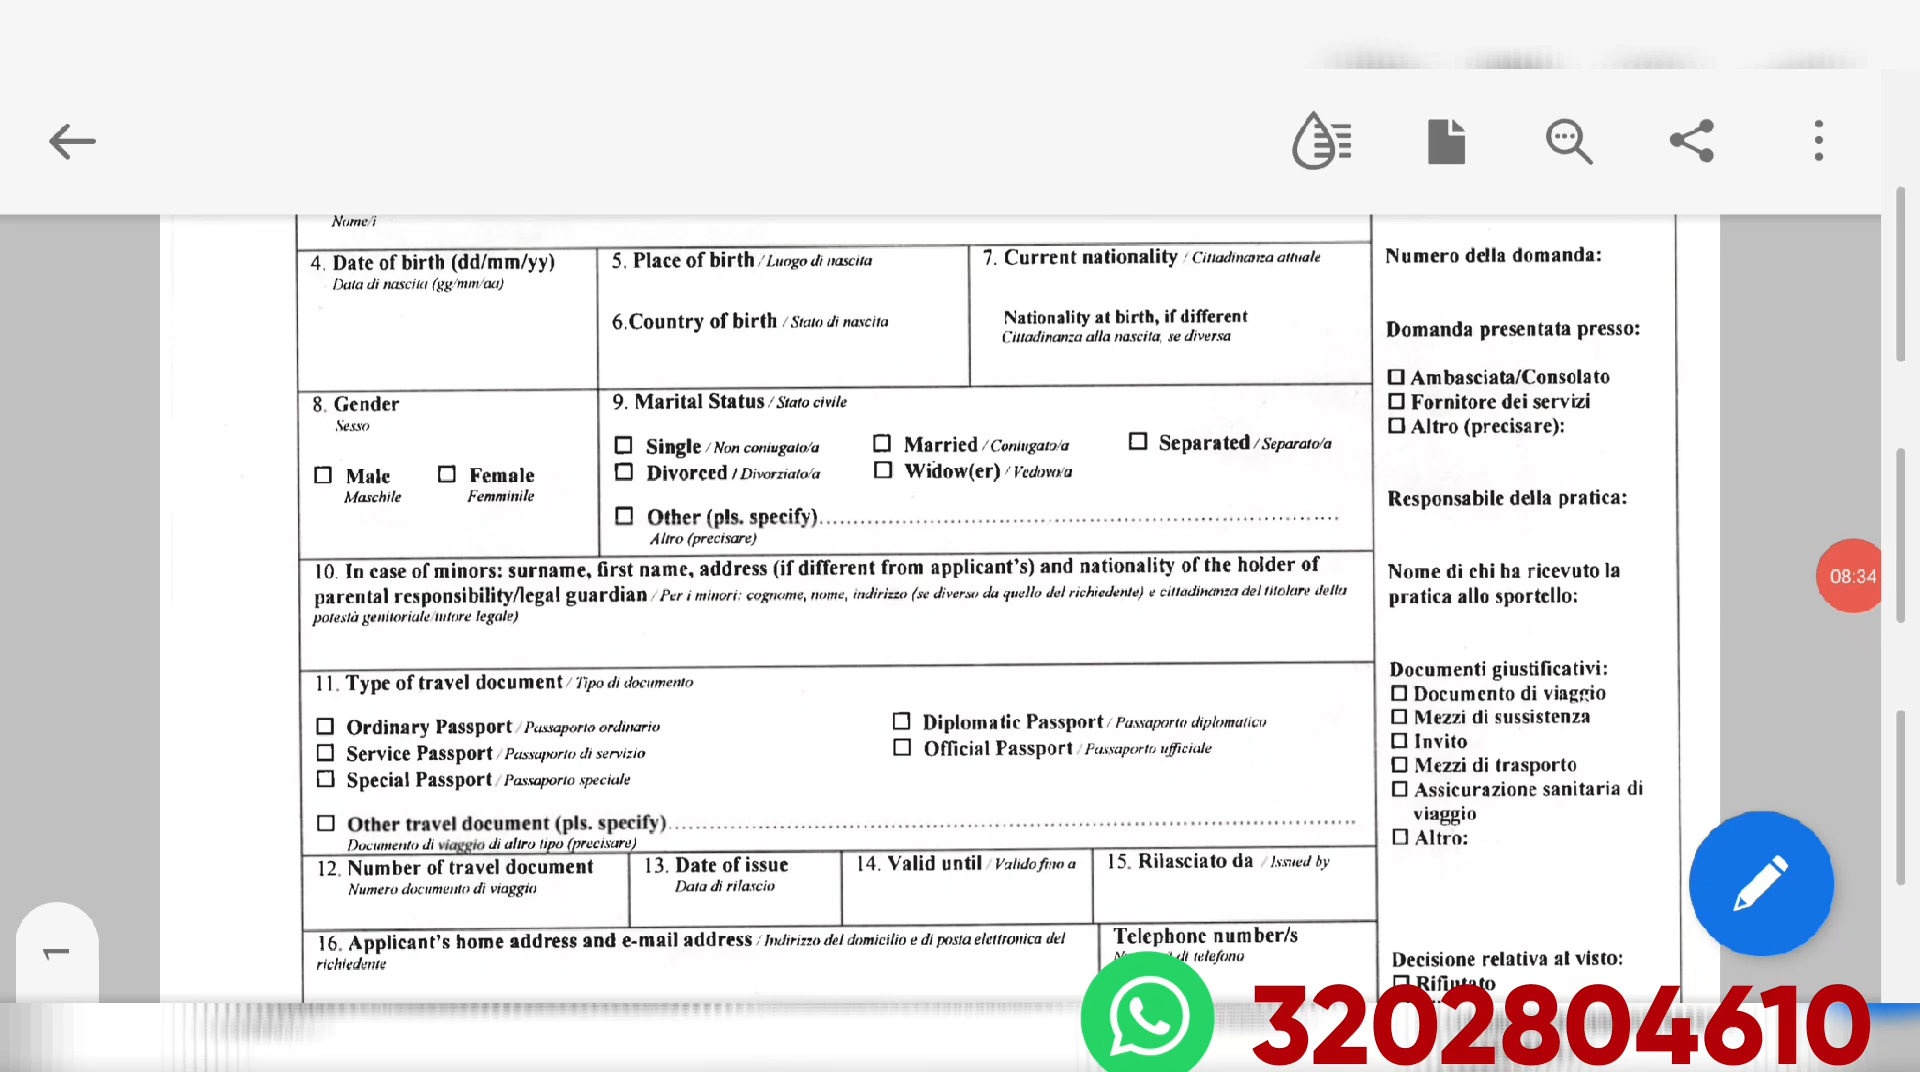 Nome/i
4. Date of birth (dd/mm/yy)
Data di nascita (gg/mm/aa)
5. Place of birth / Luogo di nascita
6.Country of birth / Stato di nascita
7. Current nationality / Cittadinanza attuale
Nationality at birth, if different
Cittadinanza alla nascita, se diversa
8. Gender
Sesso
Male
Maschile
Female
Femminile
9. Marital Status / Stato civile
Single / Non coniugato/a
Married / Coniugato/a
Separated / Separato/a
Divorced / Divorziato/a
Widow(er) / Vedovo/a
Other (pls. specify)
Altro (precisare)
10. In case of minors: surname, first name, address (if different from applicant's) and nationality of the holder of
parental responsibility/legal guardian / Per i minori: cognome, nome, indirizzo (se diverso da quello del richiedente) e cittadinanza del titolare della
potestà genitoriale/tutore legale)
11. Type of travel document / Tipo di documento
Ordinary Passport / Passaporto ordinario
Diplomatic Passport / Passaporto diplomatico
Service Passport / Passaporto di servizio
Official Passport / Passaporto ufficiale
Special Passport / Passaporto speciale
Other travel document (pls. specify)
Documento di viaggio di altro tipo (precisare)
12. Number of travel document
Numero documento di viaggio
13. Date of issue
Data di rilascio
14. Valid until / Valido fino a
15. Rilasciato da / Issued by
16. Applicant's home address and e-mail address / Indirizzo del domicilio e di posta elettronica del
richiedente
Telephone number/s
di telefono
Numero della domanda:
Domanda presentata presso:
Ambasciata/Consolato
Fornitore dei servizi
Altro (precisare):
Responsabile della pratica:
Nome di chi ha ricevuto la
pratica allo sportello:
Documenti giustificativi:
Documento di viaggio
Mezzi di sussistenza
Invito
Mezzi di trasporto
Assicurazione sanitaria di
viaggio
Altro:
Decisione relativa al visto:
Rifiutato
08:34
1
3202804610